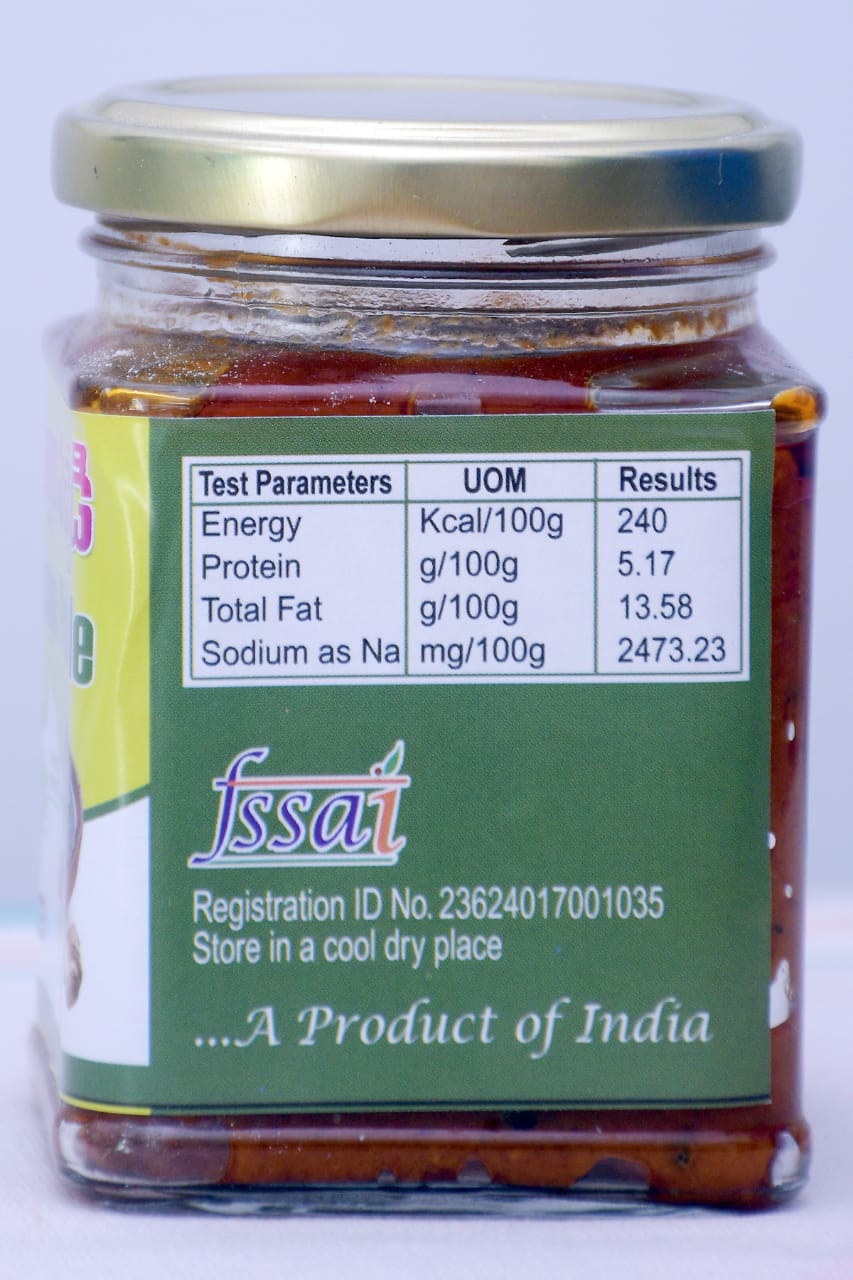 Test Parameters UOM Results
Energy Kcal/100g 240
Protein g/100g 5.17
Total Fat g/100g 13.58
Sodium as Na mg/100g 2473.23
fssai
Registration ID No. 23624017001035
Store in a cool dry place
...A Product of India